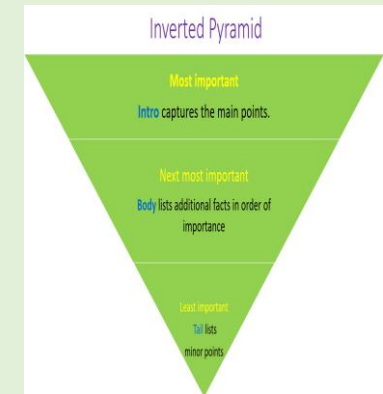 Inverted Pyramid
Most important
Intro captures the main points.
Next most important
Body lists additional facts in order of
importance
Least important
Tail lists
minor points